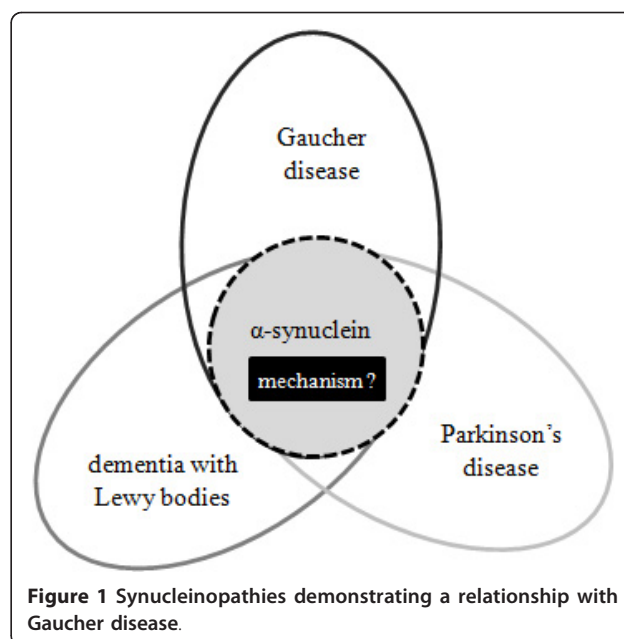 Gaucher
disease
α-synuclein
mechanism ?
Parkinson's
disease
dementia with
Lewy bodies
Figure 1 Synucleinopathies demonstrating a relationship with
Gaucher disease.